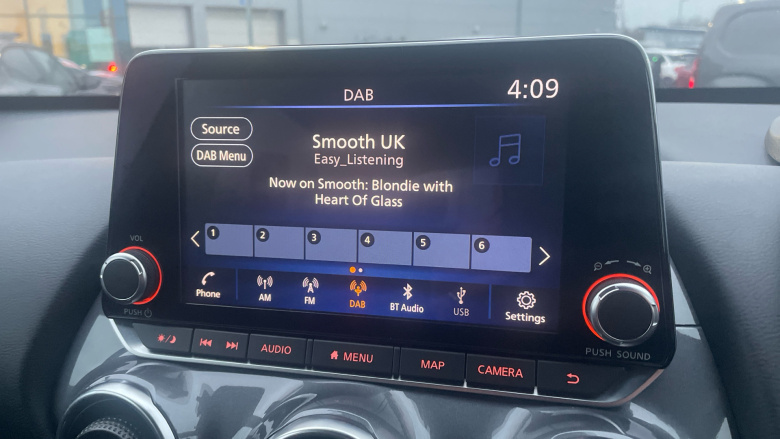 DAB
4:09
Source
DAB Menu
Smooth UK
Easy_Listening
Now on Smooth: Blondie with
Heart Of Glass
1 2 3 4 5 6
Phone AM FM DAB BT Audio USB Settings
VOL
PUSH
PUSH SOUND
AUDIO MENU MAP CAMERA